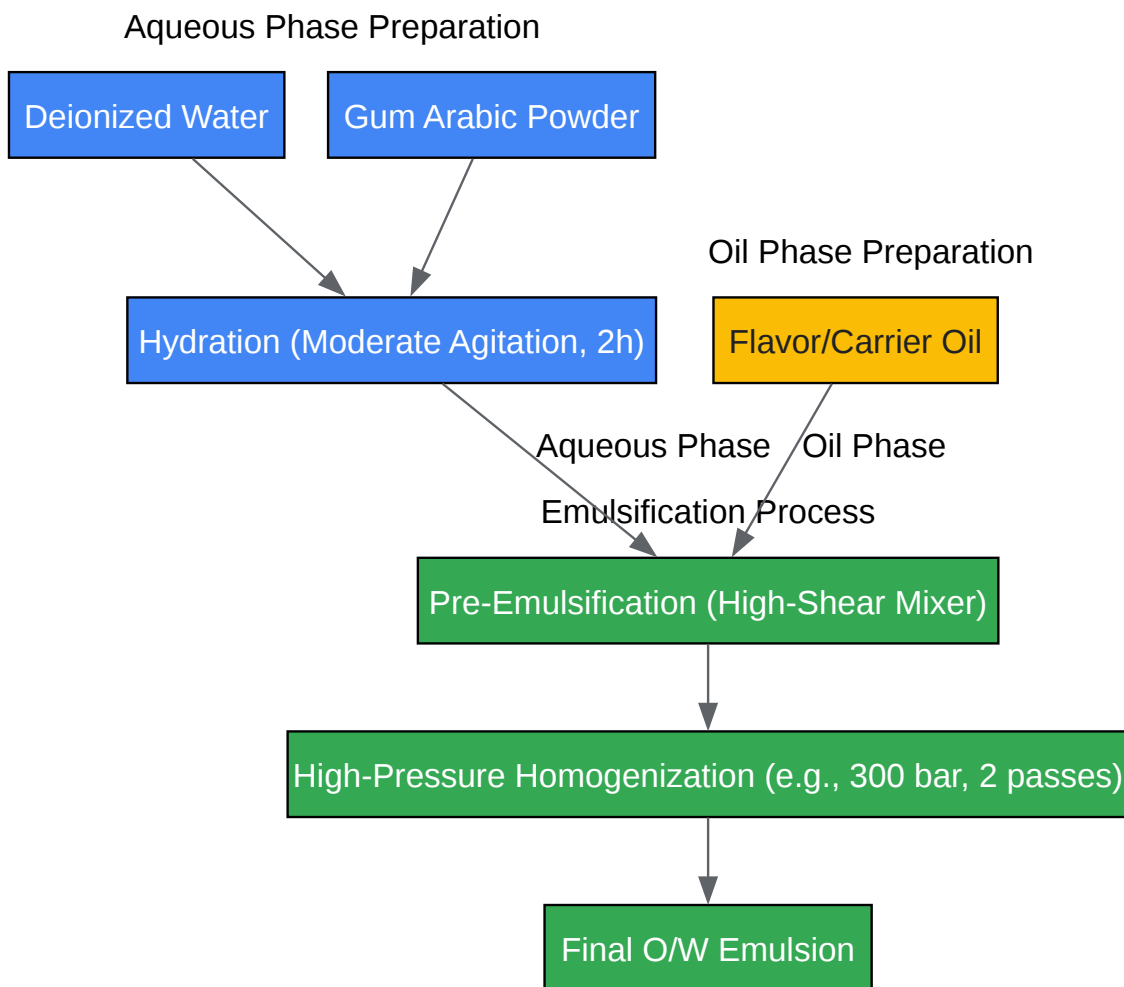 Aqueous Phase Preparation
Deionized Water
Gum Arabic Powder
Oil Phase Preparation
Hydration (Moderate Agitation, 2h)
Flavor/Carrier Oil
Aqueous Phase
Oil Phase
Emulsification Process
Pre-Emulsification (High-Shear Mixer)
High-Pressure Homogenization (e.g., 300 bar, 2 passes)
Final O/W Emulsion